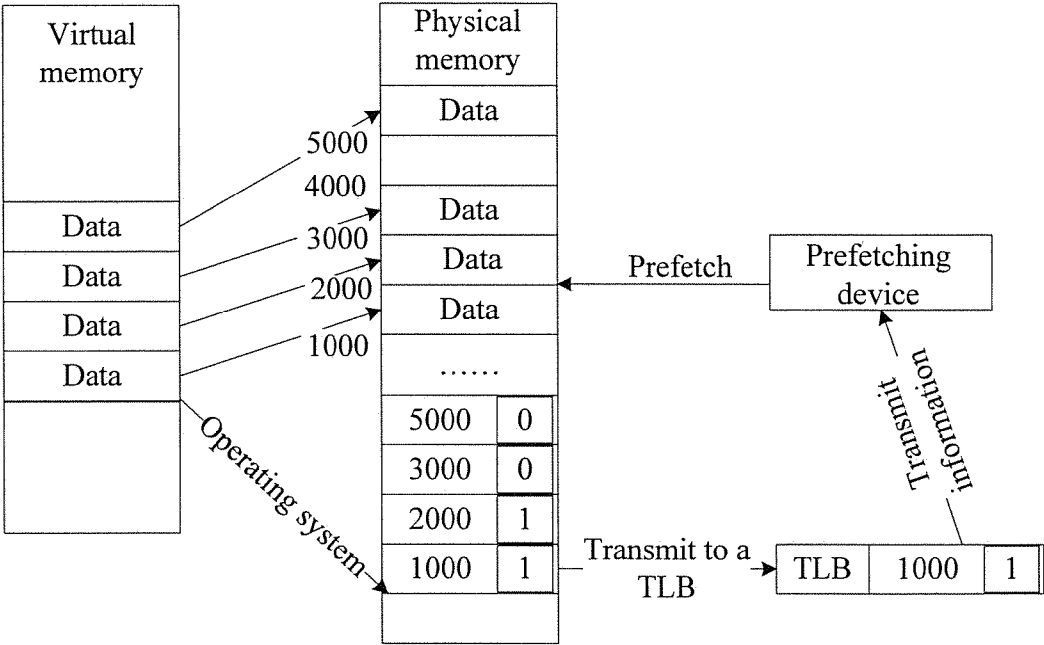 Virtual
memory
Data
Data
Data
Data
5000
4000
3000
2000
1000
Operating system
Physical
memory
Data
Data
Data
Data
......
5000 0
3000 0
2000 1
1000 1
Prefetch
Prefetching
device
Transmit
information
Transmit to a
TLB
TLB 1000 1